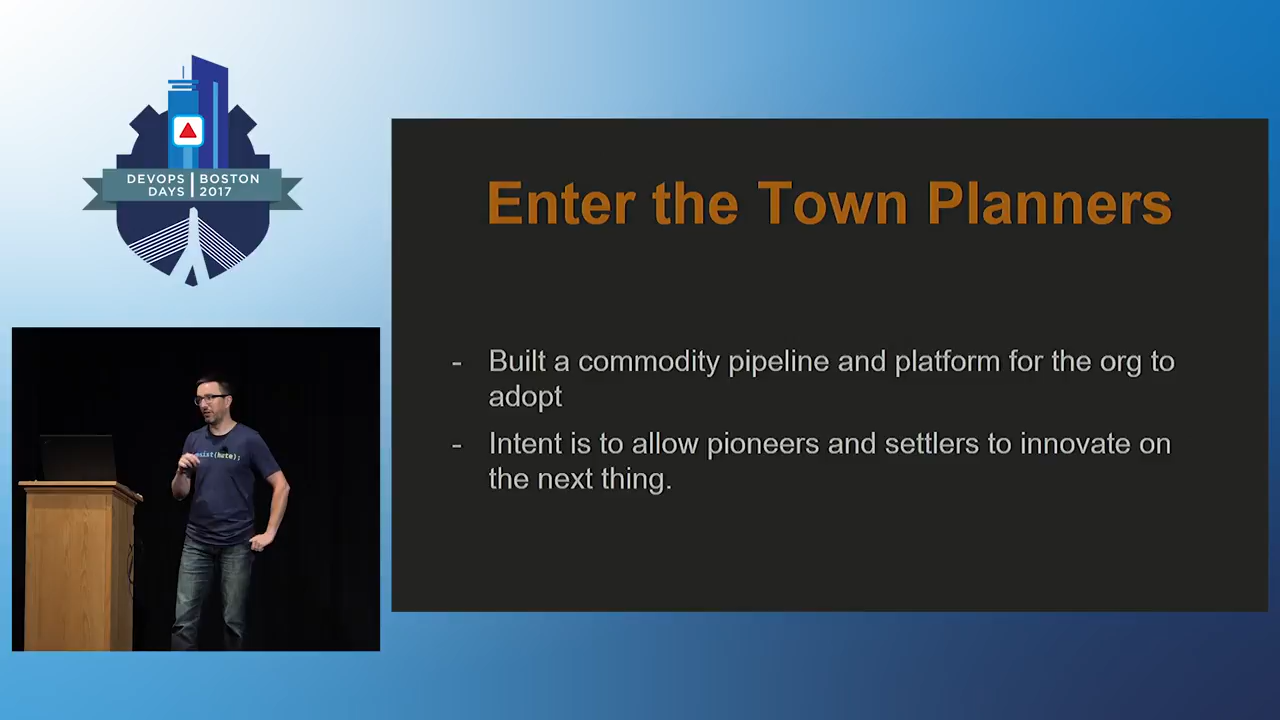 DEVOPS BOSTON
DAYS 2017
Enter the Town Planners
- Built a commodity pipeline and platform for the org to
adopt
- Intent is to allow pioneers and settlers to innovate on
the next thing.